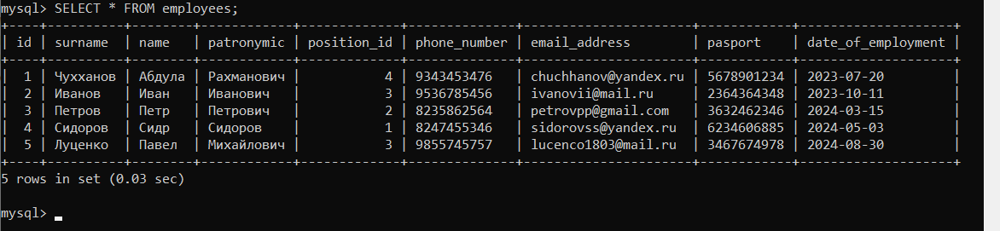 mysql> SELECT * FROM employees;
+----+----------+--------+------------+-------------+--------------+---------------------+------------+--------------------+
| id | surname  | name   | patronymic | position_id | phone_number | email_address       | pasport    | date_of_employment |
+----+----------+--------+------------+-------------+--------------+---------------------+------------+--------------------+
|  1 | Чухханов | Абдула | Рахманович |           4 | 9343453476   | chuchhanov@yandex.ru | 5678901234 | 2023-07-20         |
|  2 | Иванов   | Иван   | Иванович   |           3 | 9536785456   | ivanovii@mail.ru    | 2364364348 | 2023-10-11         |
|  3 | Петров   | Петр   | Петрович   |           2 | 8235862564   | petrovpp@gmail.com  | 3632462346 | 2024-03-15         |
|  4 | Сидоров  | Сидр   | Сидоров    |           1 | 8247455346   | sidorovss@yandex.ru | 6234606885 | 2024-05-03         |
|  5 | Луценко  | Павел  | Михайлович |           3 | 9855745757   | lucenco1803@mail.ru | 3467674978 | 2024-08-30         |
+----+----------+--------+------------+-------------+--------------+---------------------+------------+--------------------+
5 rows in set (0.03 sec)
mysql>